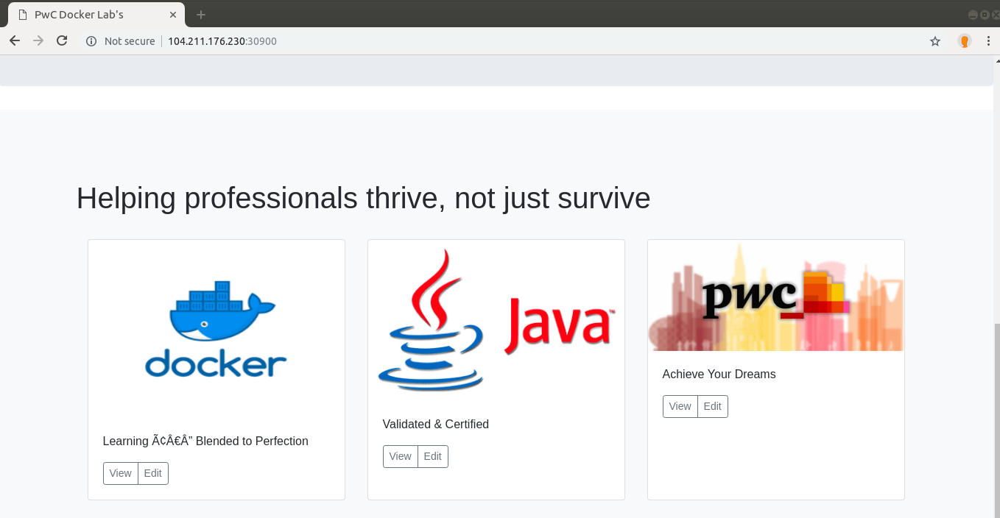 PwC Docker Lab's
Not secure 104.211.176.230:30900
Helping professionals thrive, not just survive
docker
Java™
pwc
Learning Ã¢Â€Â” Blended to Perfection
View Edit
Validated & Certified
View Edit
Achieve Your Dreams
View Edit